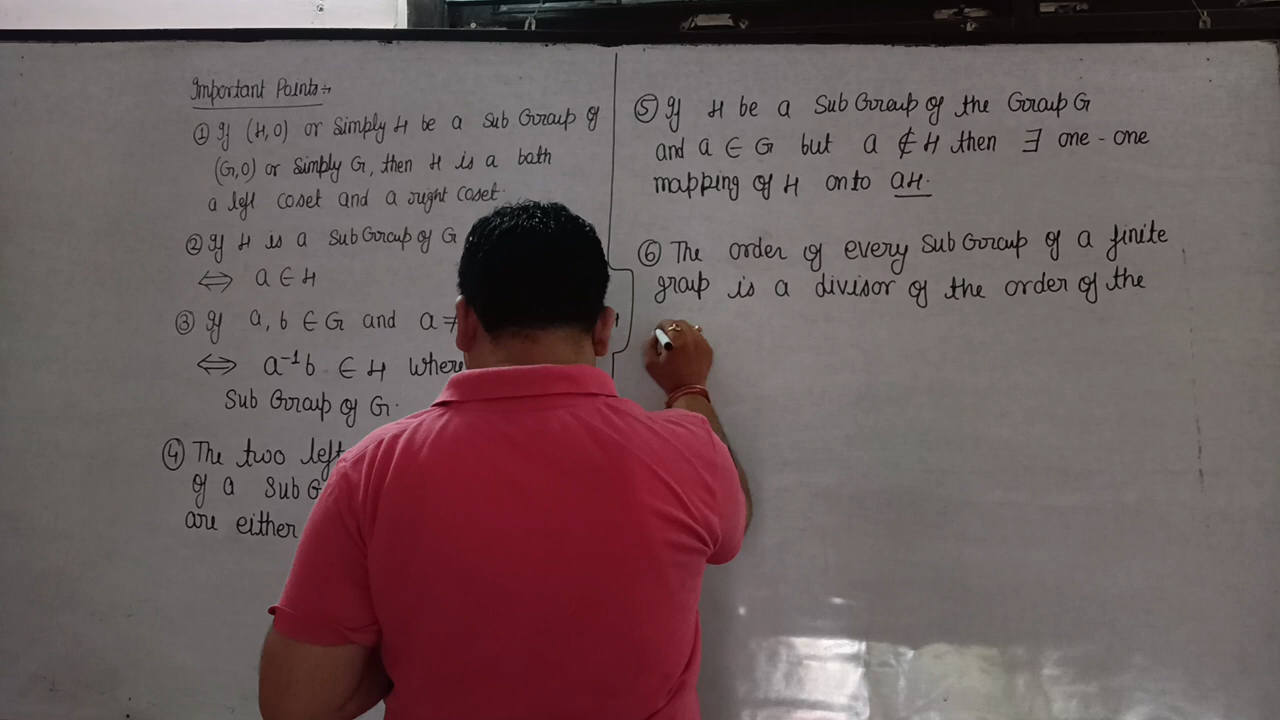 Important Points:-
① If (H,0) or simply H be a Sub Group of
(G,0) or simply G, then H is a both
a left coset and a right coset.
② If H is a SubGroup of G
⇔ a ∈ H
③ If a, b ∈ G and a =
⇔ a⁻¹b ∈ H where
Sub Group of G.
④ The two left
of a Sub G
are either
⑤ If H be a Sub Group of the Group G
and a ∈ G but a ∉ H then ∃ one-one
mapping of H onto aH.
⑥ The order of every Sub Group of a finite
group is a divisor of the order of the